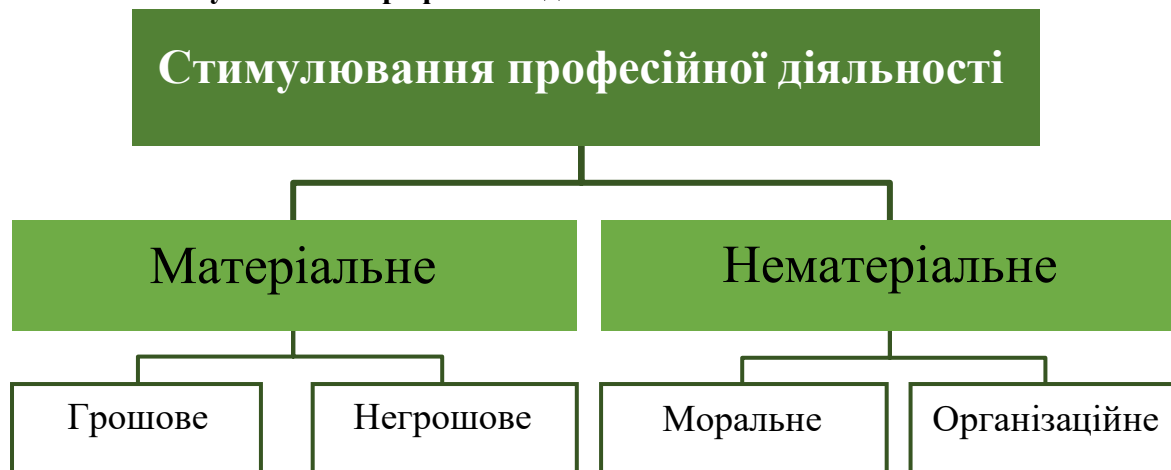 Стимулювання професійної діяльності
Матеріальне
Нематеріальне
Грошове
Негрошове
Моральне
Організаційне